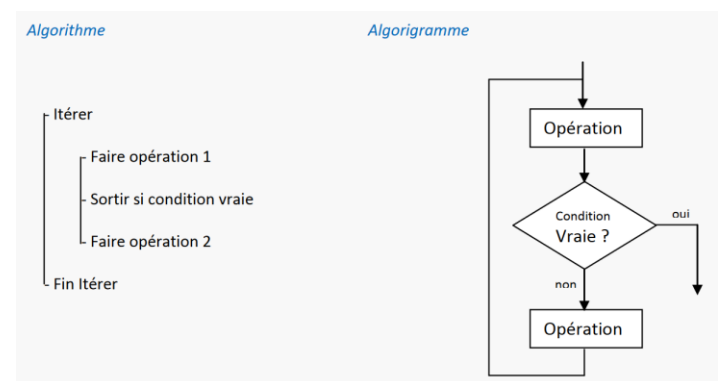 Algorithme
Algorigramme
Itérer
Faire opération 1
Sortir si condition vraie
Faire opération 2
Fin Itérer
Opération
Condition
Vraie ?
oui
non
Opération